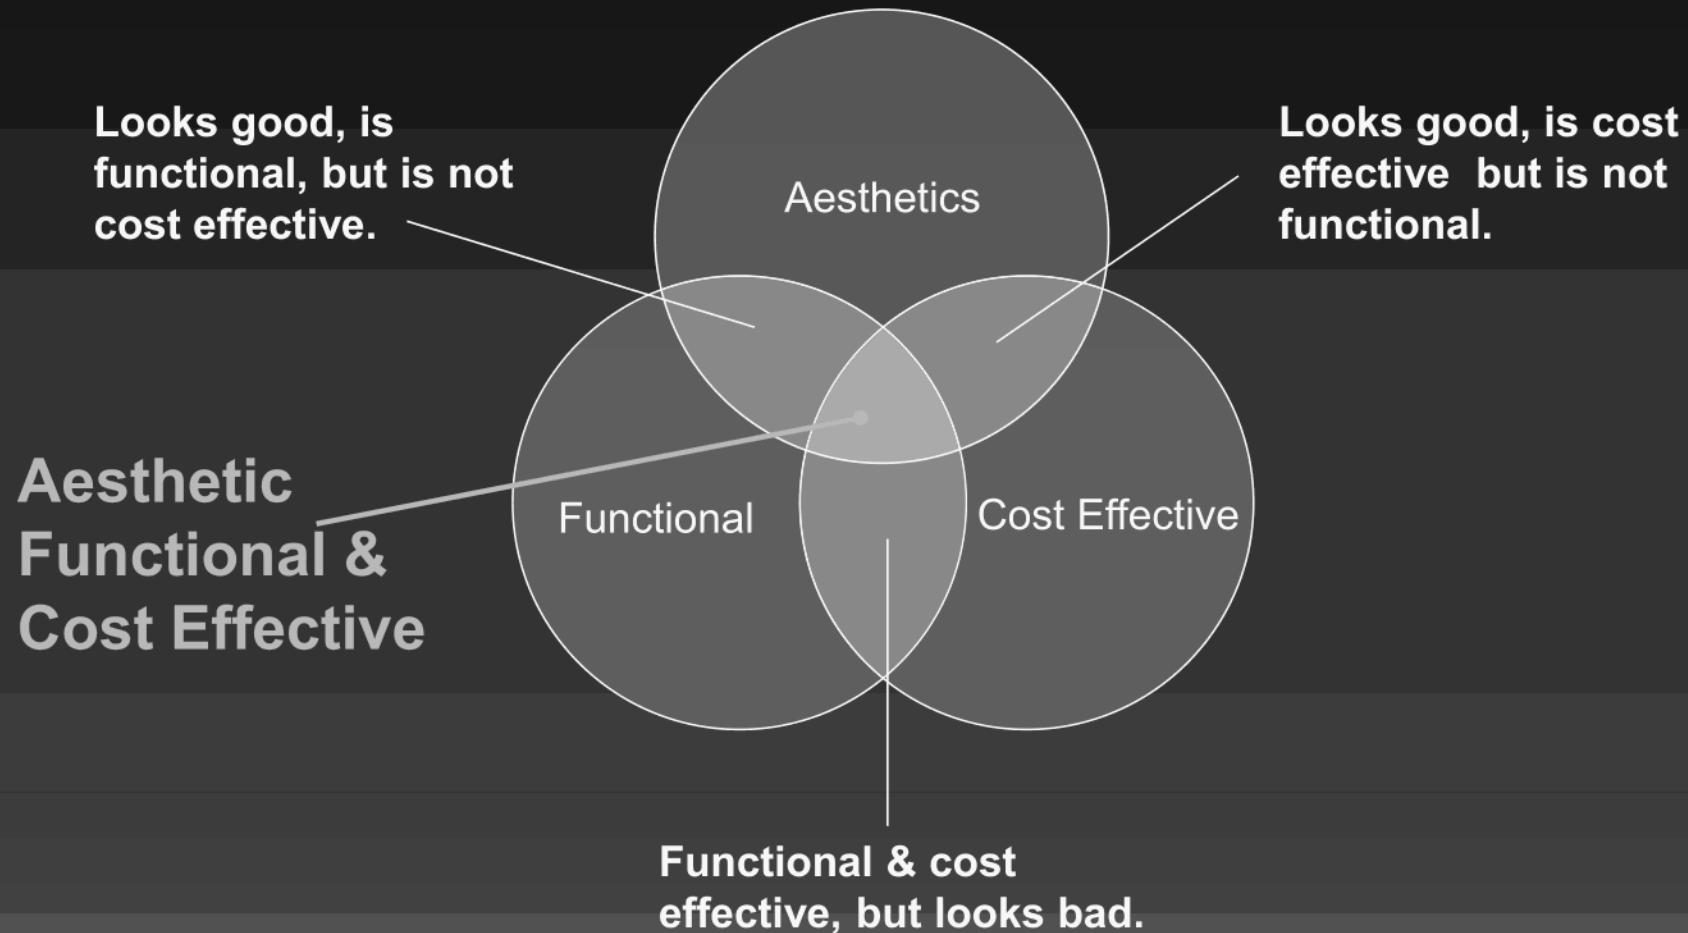 Looks good, is
functional, but is not
cost effective.
Looks good, is cost
effective  but is not
functional.
Aesthetics
Aesthetic
Functional &
Cost Effective
Functional
Cost Effective
Functional & cost
effective, but looks bad.